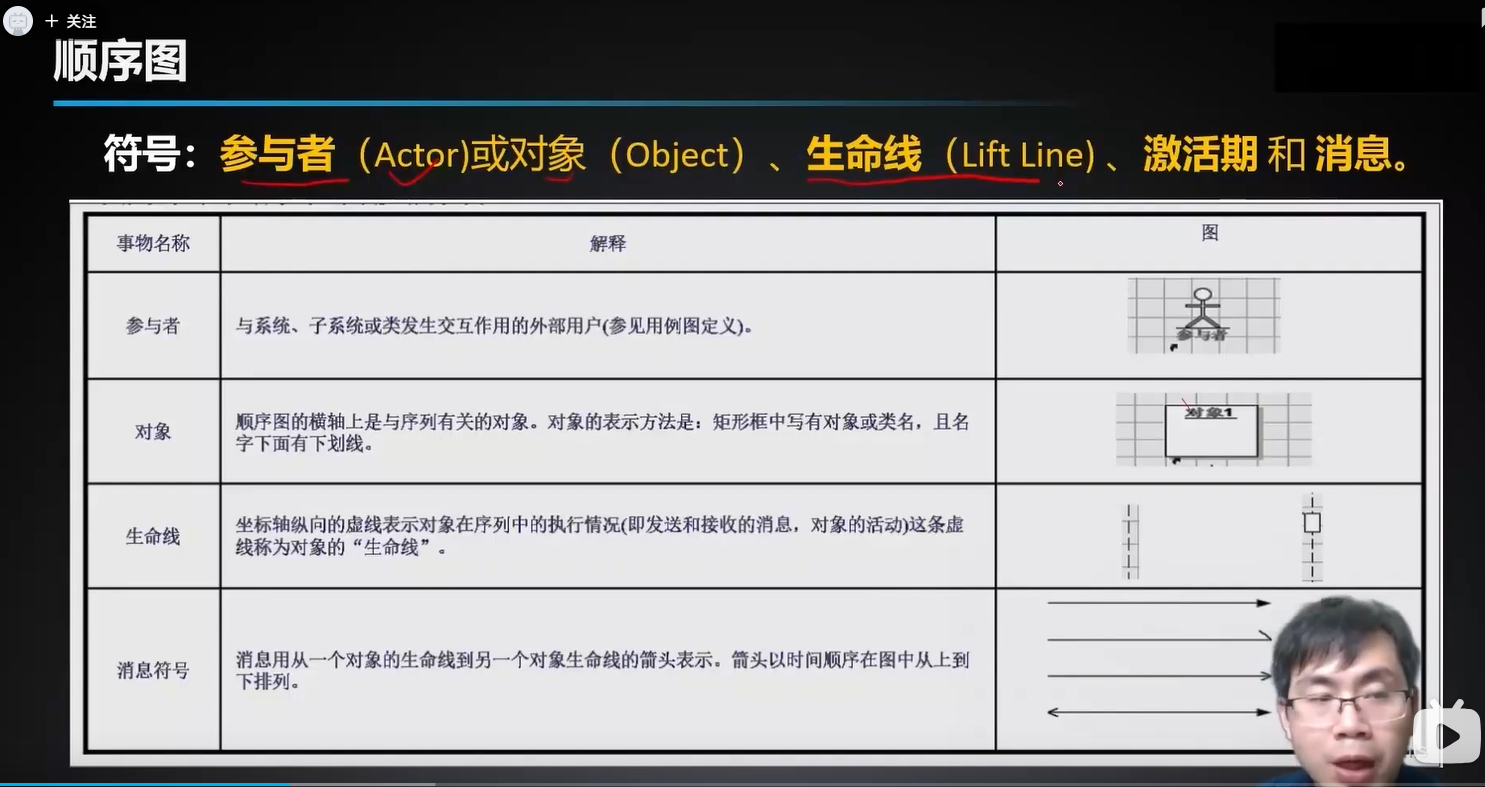 关注
顺序图
符号：参与者（Actor)或对象（Object）、生命线（Lift Line）、激活期 和 消息。
事物名称
解释
图
参与者
与系统、子系统或类发生交互作用的外部用户(参见用例图定义)。
参与者
对象
顺序图的横轴上是与序列有关的对象。对象的表示方法是：矩形框中写有对象或类名，且名
字下面有下划线。
对象1
生命线
坐标轴纵向的虚线表示对象在序列中的执行情况(即发送和接收的消息，对象的活动)这条虚
线称为对象的“生命线”。
消息符号
消息用从一个对象的生命线到另一个对象生命线的箭头表示。箭头以时间顺序在图中从上到
下排列。